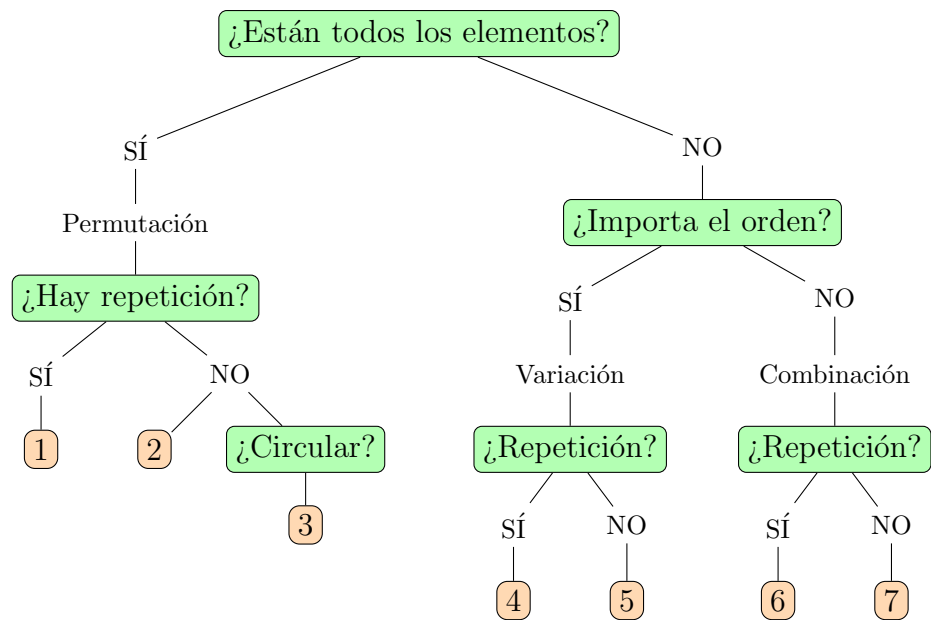 ¿Están todos los elementos?
SÍ
NO
Permutación
¿Importa el orden?
¿Hay repetición?
SÍ
NO
SÍ
NO
Variación
Combinación
1
2
¿Circular?
¿Repetición?
¿Repetición?
3
SÍ
NO
SÍ
NO
4
5
6
7